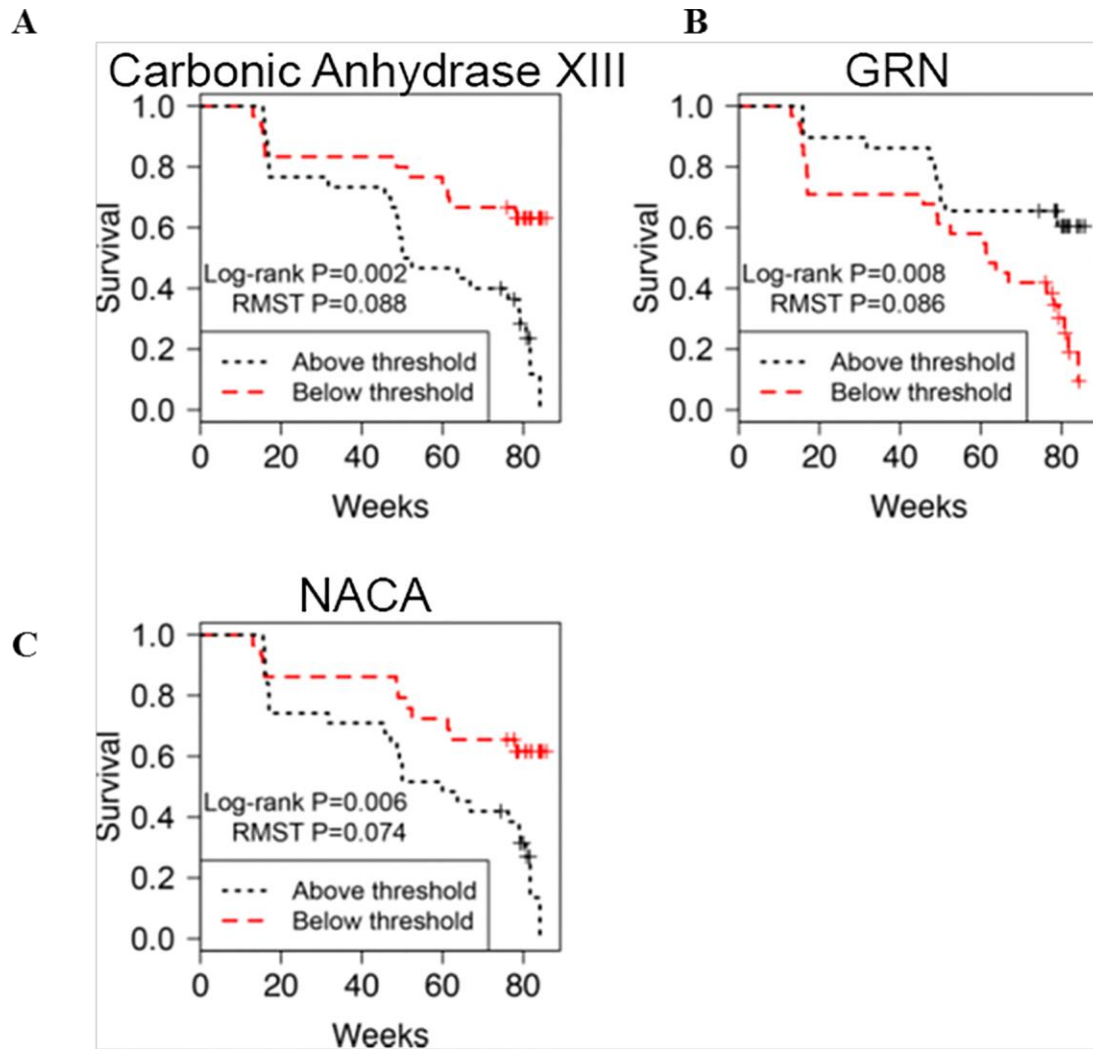 A
B
Carbonic Anhydrase XIII
1.0
0.8
0.6
0.4
0.2
0.0
Survival
Log-rank P=0.002
RMST P=0.088
Above threshold
Below threshold
0 20 40 60 80
Weeks
GRN
1.0
0.8
0.6
0.4
0.2
0.0
Survival
Log-rank P=0.008
RMST P=0.086
Above threshold
Below threshold
0 20 40 60 80
Weeks
C
NACA
1.0
0.8
0.6
0.4
0.2
0.0
Survival
Log-rank P=0.006
RMST P=0.074
Above threshold
Below threshold
0 20 40 60 80
Weeks